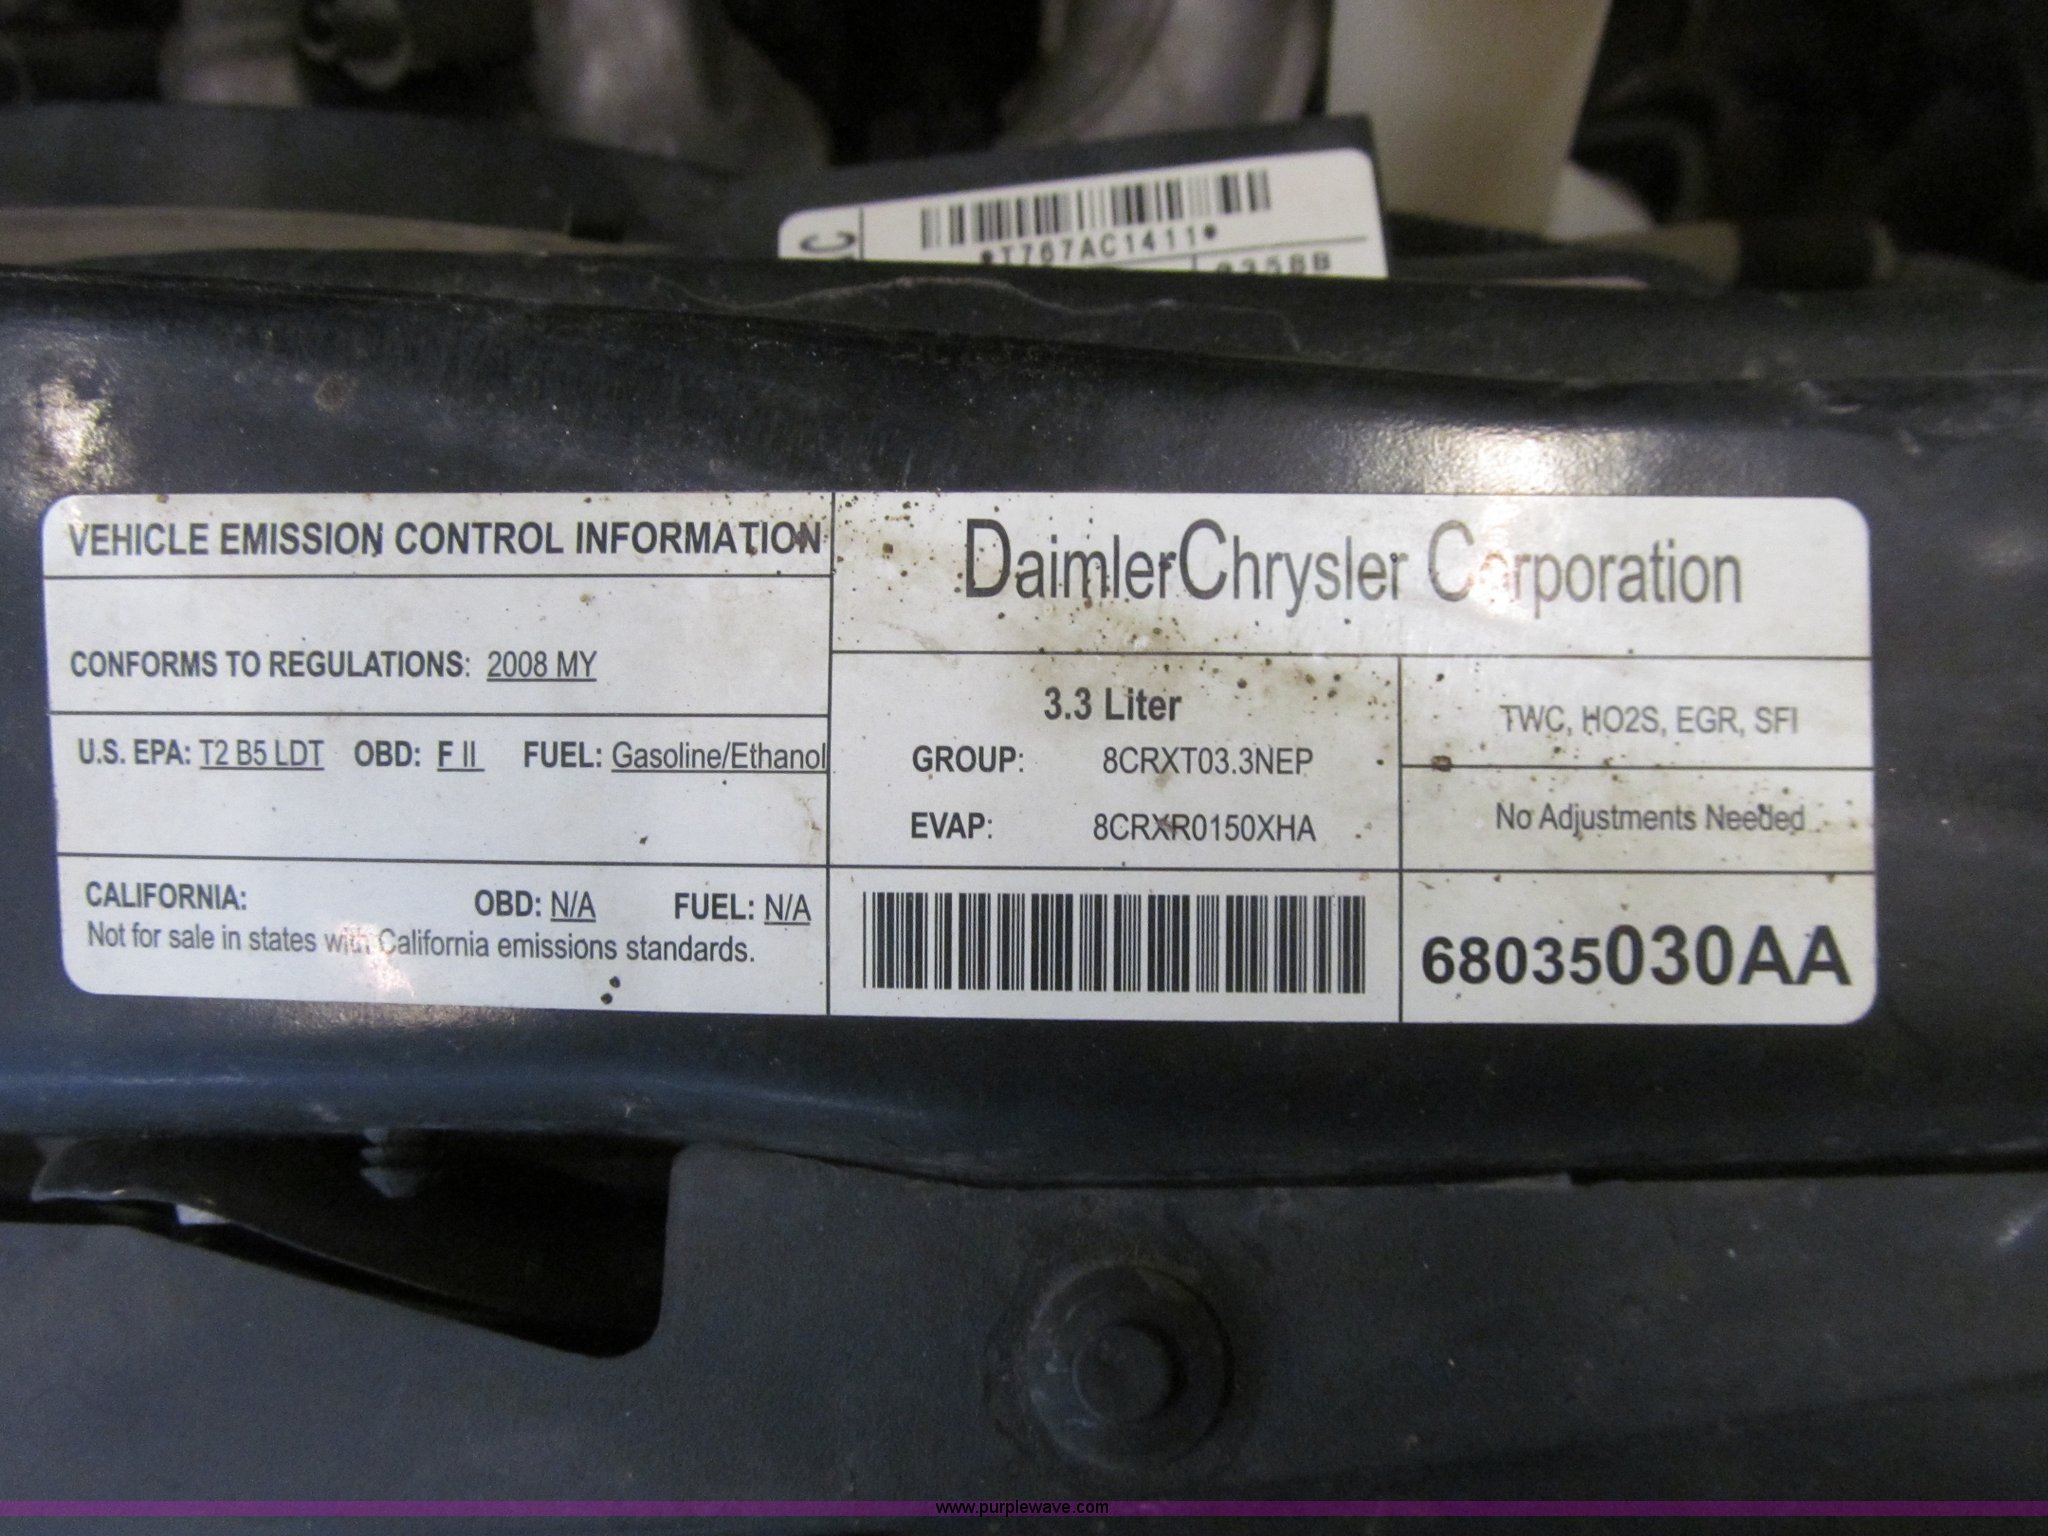 *T767AC1411*
VEHICLE EMISSION CONTROL INFORMATION
CONFORMS TO REGULATIONS: 2008 MY
U.S. EPA: T2 B5 LDT OBD: F II FUEL: Gasoline/Ethanol
CALIFORNIA: OBD: N/A FUEL: N/A
Not for sale in states with California emissions standards.
DaimlerChrysler Corporation
3.3 Liter
GROUP: 8CRXT03.3NEP
EVAP: 8CRXR0150XHA
TWC, HO2S, EGR, SFI
No Adjustments Needed
68035030AA
www.purplewave.com